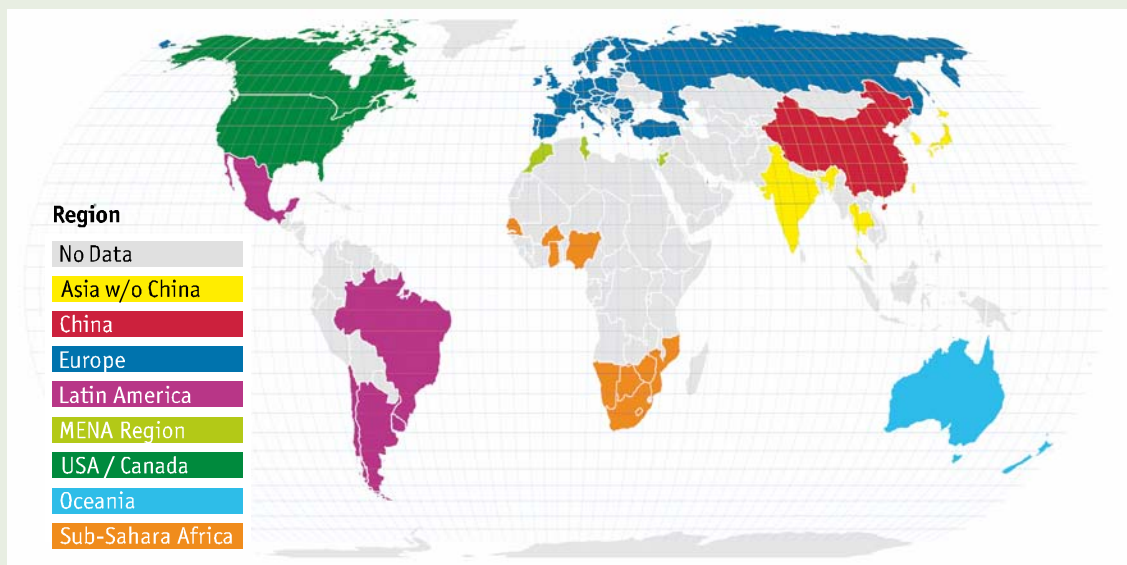 Region
No Data
Asia w/o China
China
Europe
Latin America
MENA Region
USA / Canada
Oceania
Sub-Sahara Africa